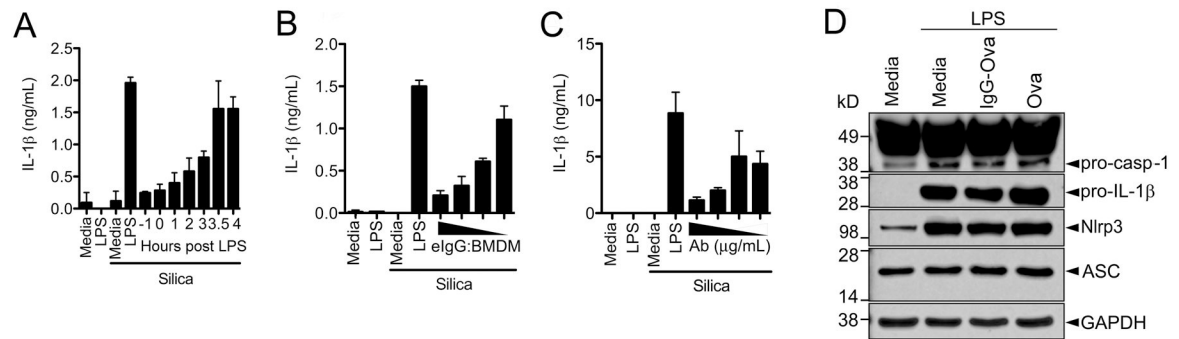 A
IL-1β (ng/mL)
2.5
2.0
1.5
1.0
0.5
0.0
Media
LPS
Media
LPS
-1 0 1 2 33.5 4
Hours post LPS
Silica
B
IL-1β (ng/mL)
2.0
1.5
1.0
0.5
0.0
Media
LPS
Media
LPS
eIgG:BMDM
Silica
C
IL-1β (ng/mL)
15
10
5
0
Media
LPS
Media
LPS
Ab (μg/mL)
Silica
D
LPS
Media
Media
IgG-Ova
Ova
kD
49
38
pro-casp-1
38
28
pro-IL-1β
98
Nlrp3
28
14
ASC
38
GAPDH